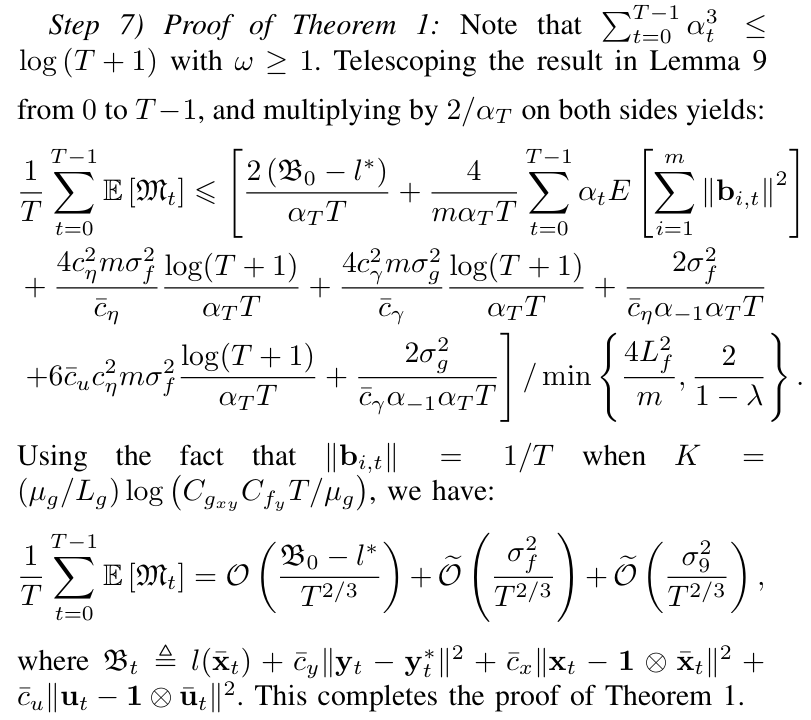 Step 7) Proof of Theorem 1: Note that $\sum_{t=0}^{T-1} \alpha_t^3 \leq$
$\log(T+1)$ with $\omega \geq 1$. Telescoping the result in Lemma 9
from 0 to $T-1$, and multiplying by $2/\alpha_T$ on both sides yields:
$\frac{1}{T} \sum_{t=0}^{T-1} \mathbb{E}[\mathfrak{M}_t] \leqslant \left[ \frac{2(\mathfrak{B}_0 - l^*)}{\alpha_T T} + \frac{4}{m\alpha_T T} \sum_{t=0}^{T-1} \alpha_t E\left[ \sum_{i=1}^{m} \|\mathbf{b}_{i,t}\|^2 \right] \right.$
$+ \frac{4c_\eta^2 m\sigma_f^2}{\bar{c}_\eta} \frac{\log(T+1)}{\alpha_T T} + \frac{4c_\gamma^2 m\sigma_g^2}{\bar{c}_\gamma} \frac{\log(T+1)}{\alpha_T T} + \frac{2\sigma_f^2}{\bar{c}_\eta \alpha_{-1} \alpha_T T}$
$\left. +6\bar{c}_u c_\eta^2 m\sigma_f^2 \frac{\log(T+1)}{\alpha_T T} + \frac{2\sigma_g^2}{\bar{c}_\gamma \alpha_{-1} \alpha_T T} \right] / \min\left\{ \frac{4L_f^2}{m}, \frac{2}{1-\lambda} \right\}.$
Using the fact that $\|\mathbf{b}_{i,t}\| = 1/T$ when $K =$
$(\mu_g/L_g) \log\left(C_{g_{xy}} C_{f_y} T/\mu_g\right)$, we have:
$\frac{1}{T} \sum_{t=0}^{T-1} \mathbb{E}[\mathfrak{M}_t] = \mathcal{O}\left( \frac{\mathfrak{B}_0 - l^*}{T^{2/3}} \right) + \widetilde{\mathcal{O}}\left( \frac{\sigma_f^2}{T^{2/3}} \right) + \widetilde{\mathcal{O}}\left( \frac{\sigma_9^2}{T^{2/3}} \right),$
where $\mathfrak{B}_t \triangleq l(\bar{\mathbf{x}}_t) + \bar{c}_y \|\mathbf{y}_t - \mathbf{y}_t^*\|^2 + \bar{c}_x \|\mathbf{x}_t - \mathbf{1} \otimes \bar{\mathbf{x}}_t\|^2 +$
$\bar{c}_u \|\mathbf{u}_t - \mathbf{1} \otimes \bar{\mathbf{u}}_t\|^2$. This completes the proof of Theorem 1.